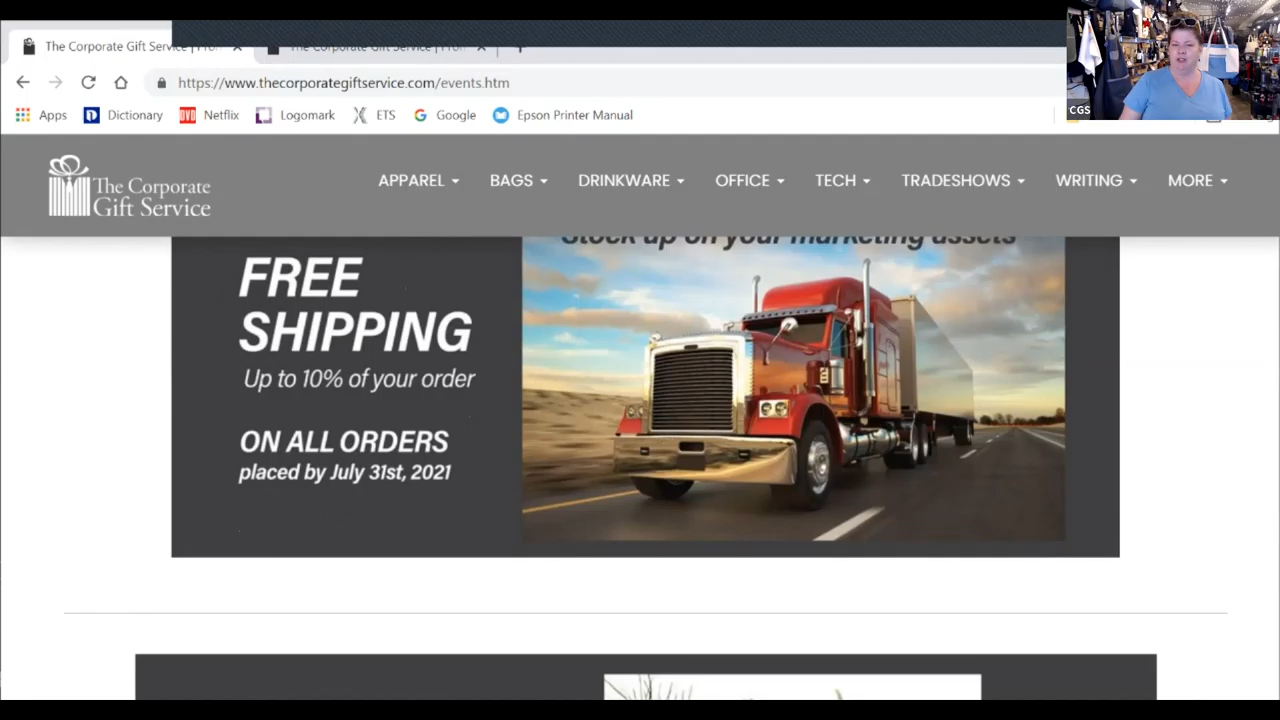 The Corporate Gift Service | Prom
The Corporate Gift Service | Prom
https://www.thecorporategiftservice.com/events.htm
Apps
Dictionary
DVD
Netflix
Logomark
ETS
Google
Epson Printer Manual
CGS
The Corporate
Gift Service
APPAREL
BAGS
DRINKWARE
OFFICE
TECH
TRADESHOWS
WRITING
MORE
Stock up on your marketing assets
FREE
SHIPPING
Up to 10% of your order
ON ALL ORDERS
placed by July 31st, 2021